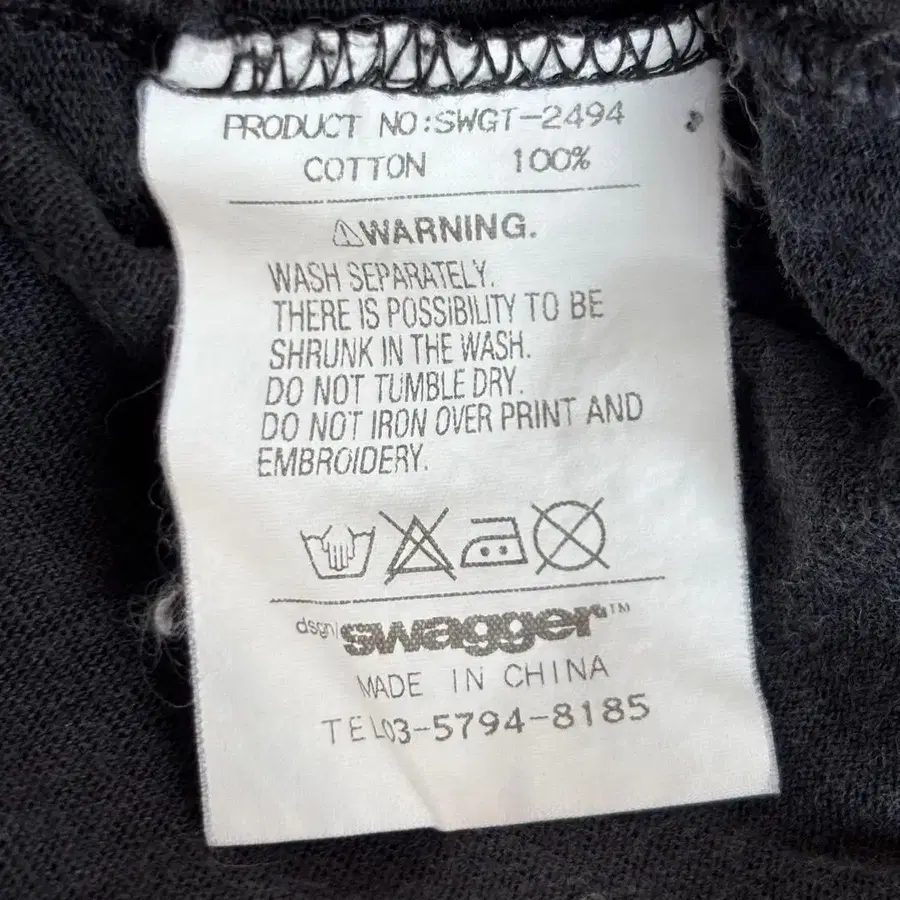 PRODUCT NO:SWGT-2494
COTTON 100%
⚠WARNING.
WASH SEPARATELY.
THERE IS POSSIBILITY TO BE
SHRUNK IN THE WASH.
DO NOT TUMBLE DRY.
DO NOT IRON OVER PRINT AND
EMBROIDERY.
dsgn/swagger™
MADE IN CHINA
TEL03-5794-8185